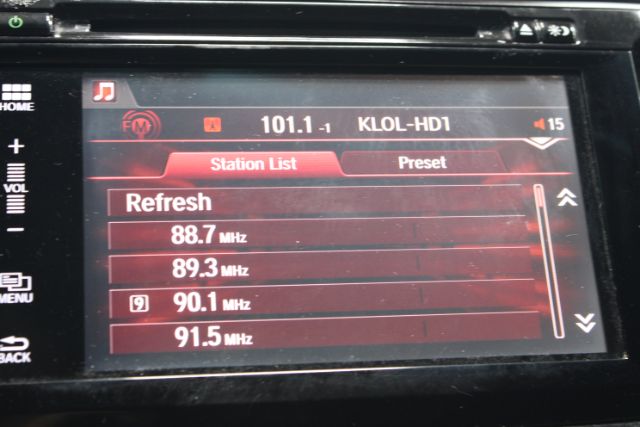 HOME
+
VOL
−
MENU
BACK
FM
101.1 -1 KLOL-HD1 15
Station List Preset
Refresh
88.7 MHz
89.3 MHz
9 90.1 MHz
91.5 MHz